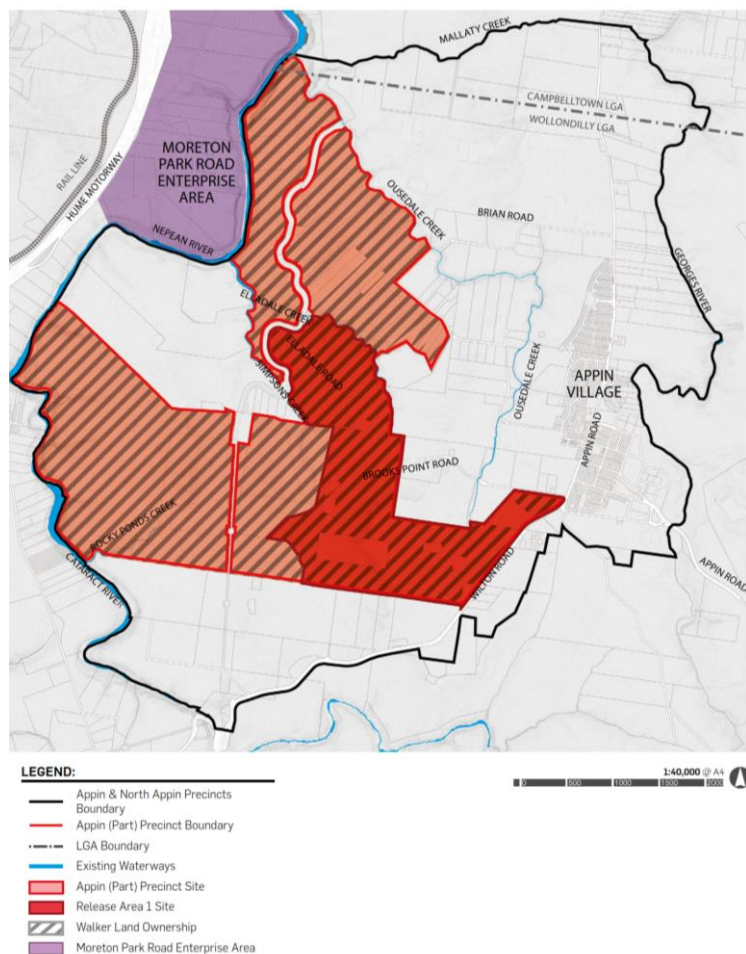 MALLATY CREEK
CAMPBELLTOWN LGA
WOLLONDILLY LGA
RAIL LINE
HUME MOTORWAY
MORETON
PARK ROAD
ENTERPRISE
AREA
NEPEAN RIVER
OUSEDALE CREEK
BRIAN ROAD
GEORGES RIVER
ELLADALE CREEK
ELLADALE ROAD
SIMPSONS CREEK
OUSEDALE CREEK
APPIN
VILLAGE
APPIN ROAD
BROOKS POINT ROAD
ROCKY PONDS CREEK
CATARACT RIVER
WILTON ROAD
APPIN ROAD
LEGEND:
Appin & North Appin Precincts
Boundary
Appin (Part) Precinct Boundary
LGA Boundary
Existing Waterways
Appin (Part) Precinct Site
Release Area 1 Site
Walker Land Ownership
Moreton Park Road Enterprise Area
1:40,000 @ A4
0 500 1000 1500 2000